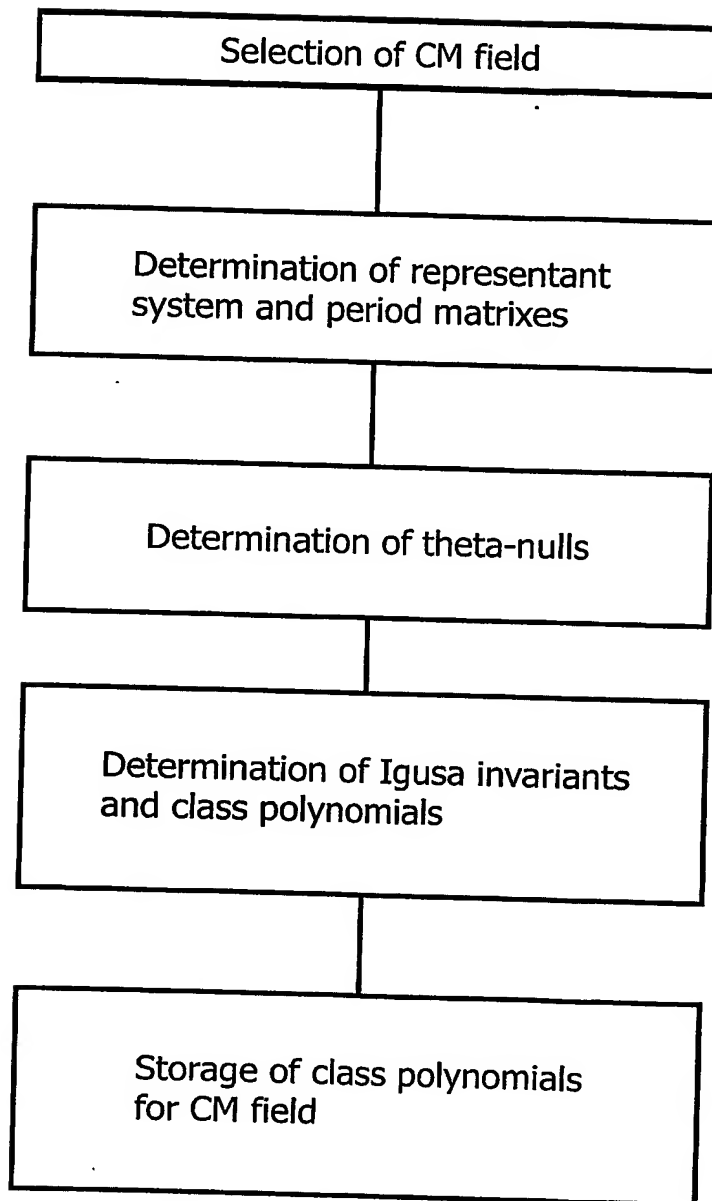 Selection of CM field
Determination of representant
system and period matrixes
Determination of theta-nulls
Determination of Igusa invariants
and class polynomials
Storage of class polynomials
for CM field